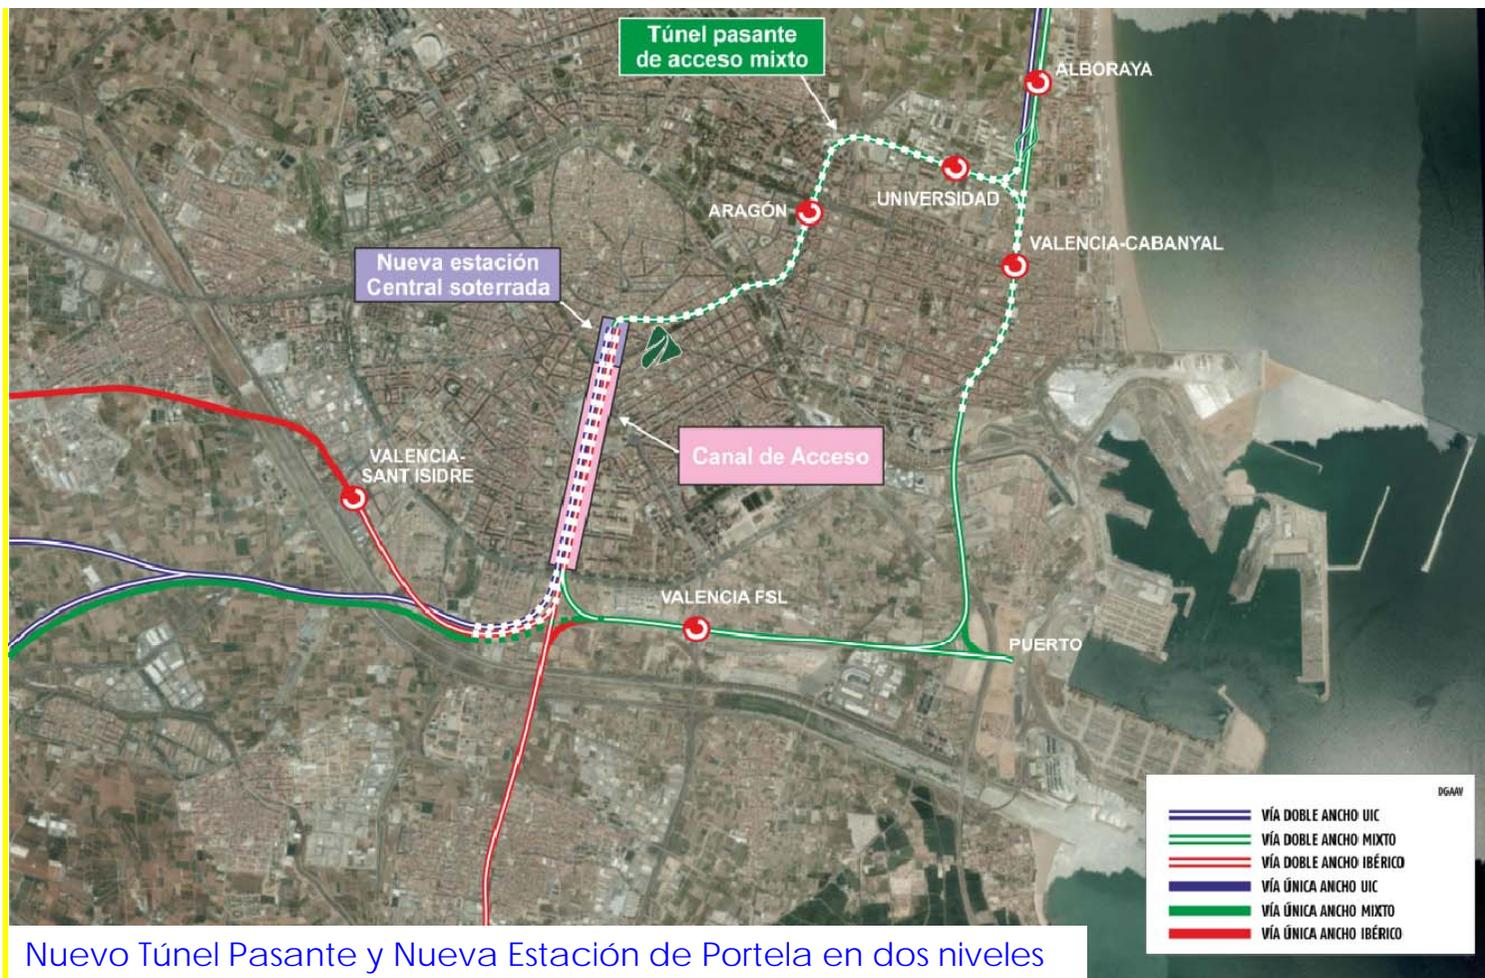 Túnel pasante
de acceso mixto
ALBORAYA
ARAGÓN
UNIVERSIDAD
VALENCIA-CABANYAL
Nueva estación
Central soterrada
Canal de Acceso
VALENCIA-
SANT ISIDRE
VALENCIA FSL
PUERTO
DGAAV
VÍA DOBLE ANCHO UIC
VÍA DOBLE ANCHO MIXTO
VÍA DOBLE ANCHO IBÉRICO
VÍA ÚNICA ANCHO UIC
VÍA ÚNICA ANCHO MIXTO
VÍA ÚNICA ANCHO IBÉRICO
Nuevo Túnel Pasante y Nueva Estación de Portela en dos niveles